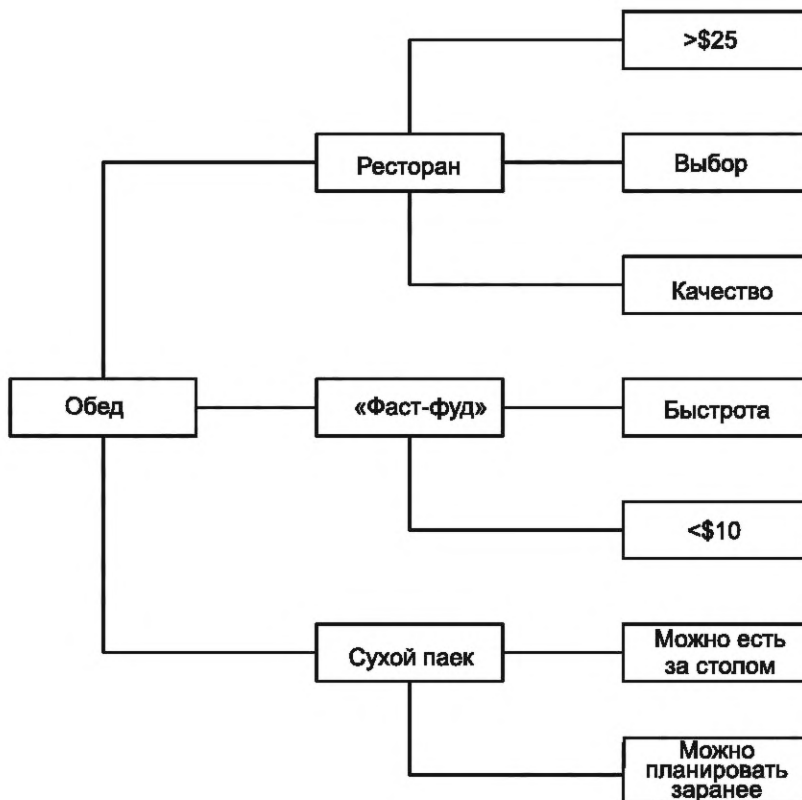 >$25
Ресторан
Выбор
Качество
Обед
«Фаст-фуд»
Быстрота
<$10
Сухой паек
Можно есть
за столом
Можно
планировать
заранее